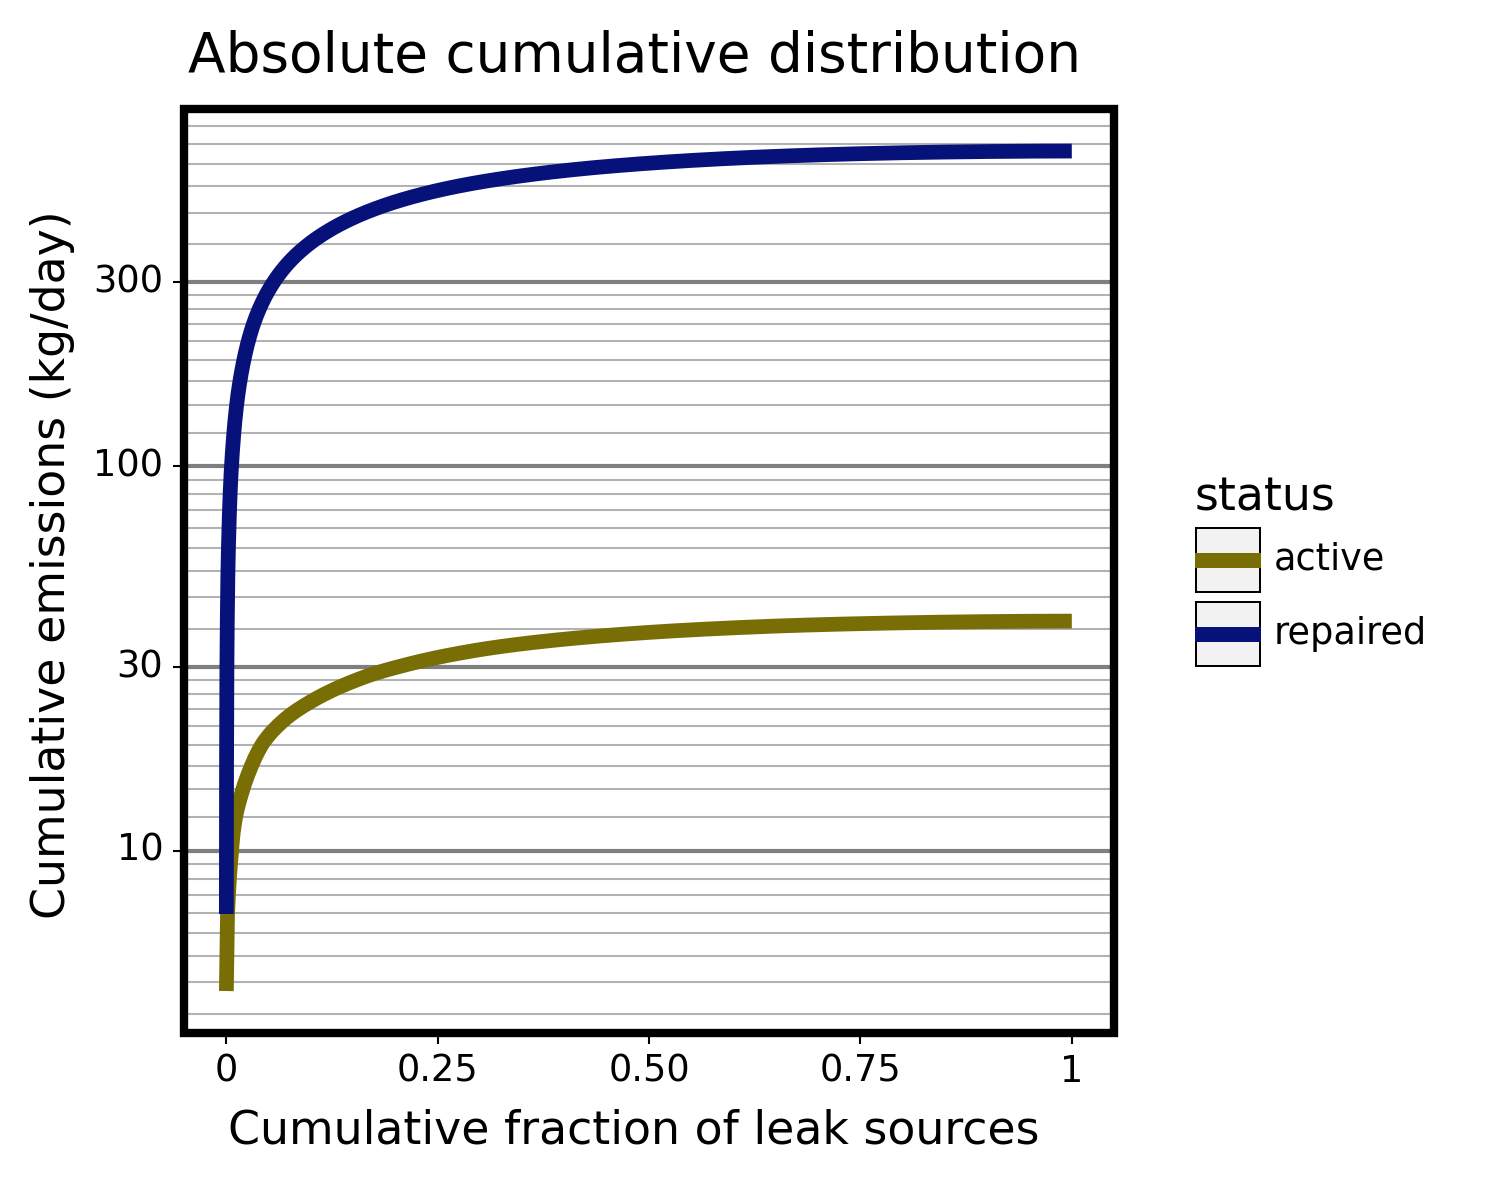 Absolute cumulative distribution
Cumulative emissions (kg/day)
300
100
30
10
0 0.25 0.50 0.75 1
Cumulative fraction of leak sources
status
active
repaired